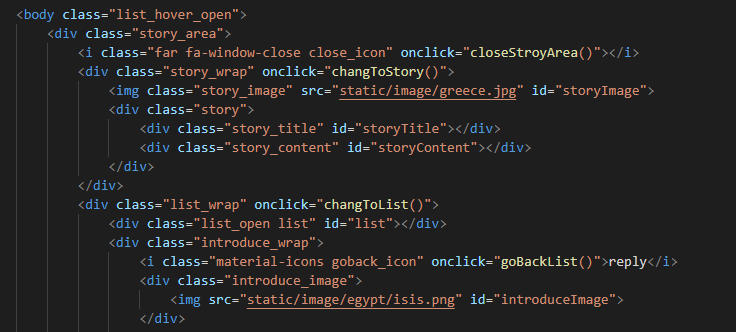 <body class="list_hover_open">
<div class="story_area">
<i class="far fa-window-close close_icon" onclick="closeStroyArea()"></i>
<div class="story_wrap" onclick="changToStory()">
<img class="story_image" src="static/image/greece.jpg" id="storyImage">
<div class="story">
<div class="story_title" id="storyTitle"></div>
<div class="story_content" id="storyContent"></div>
</div>
</div>
<div class="list_wrap" onclick="changToList()">
<div class="list_open list" id="list"></div>
<div class="introduce_wrap">
<i class="material-icons goback_icon" onclick="goBackList()">reply</i>
<div class="introduce_image">
<img src="static/image/egypt/isis.png" id="introduceImage">
</div>